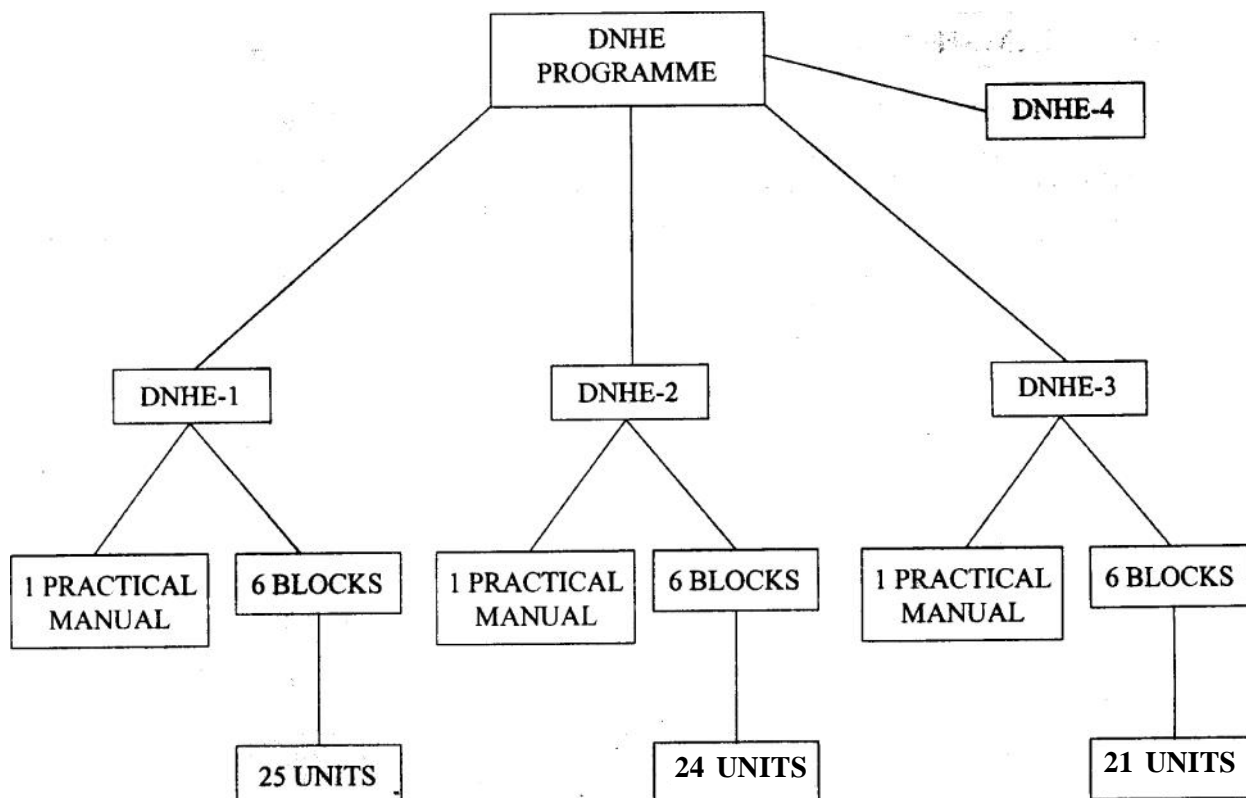 DNHE
PROGRAMME
DNHE-4
DNHE-1
DNHE-2
DNHE-3
1 PRACTICAL
MANUAL
6 BLOCKS
1 PRACTICAL
MANUAL
6 BLOCKS
1 PRACTICAL
MANUAL
6 BLOCKS
25 UNITS
24 UNITS
21 UNITS